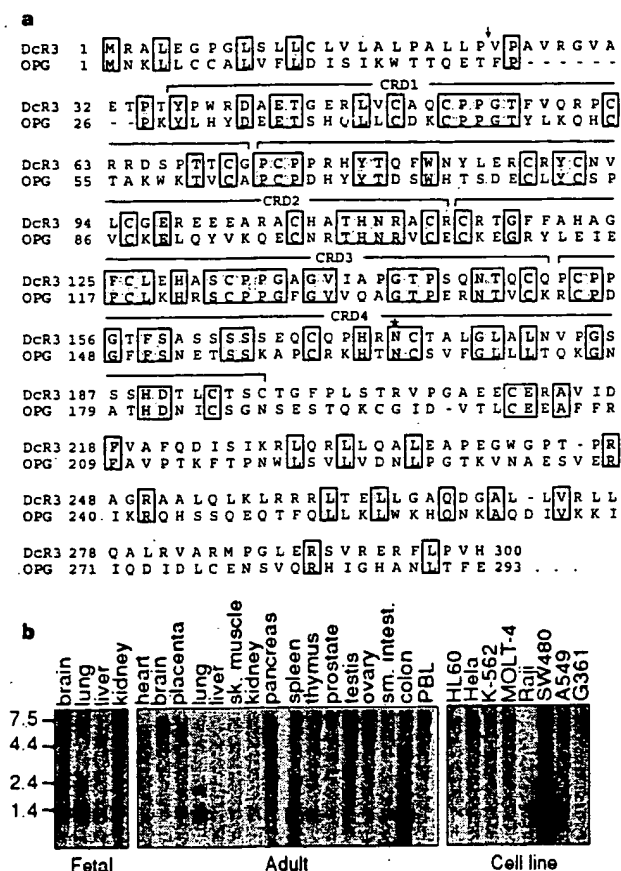 a
DcR3 1 M R A L E G P G L S L L C L V L A L P A L L P V P A V R G V A
OPG 1 M N K L L C C A L V F L D I S I K W T T Q E T F P - - - - - -
CRD1
DcR3 32 E T P T Y P W R D A E T G E R L V C A Q C P P G T F V Q R P C
OPG 26 - - P K Y L H Y D E E T S H Q L L C D K C P P G T Y L K Q H C
DcR3 63 R R D S P T T C G P C P P R H Y T Q F W N Y L E R C R Y C N V
OPG 55 T A K W K T V C A P C P D H Y Y T D S W H T S D E C L Y C S P
CRD2
DcR3 94 L C G E R E E E A R A C H A T H N R A C R C R T G F F A H A G
OPG 86 V C K E L Q Y V K Q E C N R T H N R V C E C K E G R Y L E I E
CRD3
DcR3 125 F C L E H A S C P P G A G V I A P G T P S Q N T Q C Q P C P P
OPG 117 F C L K H R S C P P G F G V V Q A G T P E R N T V C K R C P D
CRD4
DcR3 156 G T F S A S S S S S E Q C Q P H R N C T A L G L A L N V P G S
OPG 148 G F F S N E T S S K A P C R K H T N C S V F G L L L T Q K G N
DcR3 187 S S H D T L C T S C T G F P L S T R V P G A E E C E R A V I D
OPG 179 A T H D N I C S G N S E S T Q K C G I D - V T L C E E A F F R
DcR3 218 F V A F Q D I S I K R L Q R L L Q A L E A P E G W G P T - P R
OPG 209 F A V P T K F T P N W L S V L V D N L P G T K V N A E S V E R
DcR3 248 A G R A A L Q L K L R R R L T E L L G A Q D G A L - L V R L L
OPG 240 I K R Q H S S Q E Q T F Q L L K L W K H Q N K A Q D I V K K I
DcR3 278 Q A L R V A R M P G L E R S V R E R F L P V H 300
OPG 271 I Q D I D L C E N S V Q R H I G H A N L T F E 293 . . .
b
brain lung liver kidney heart brain placenta lung liver sk. muscle kidney pancreas spleen thymus prostate testis ovary sm. intest. colon PBL HL60 Hela K-562 MOLT-4 Raji SW480 A549 G361
7.5
4.4
2.4
1.4
Fetal Adult Cell line